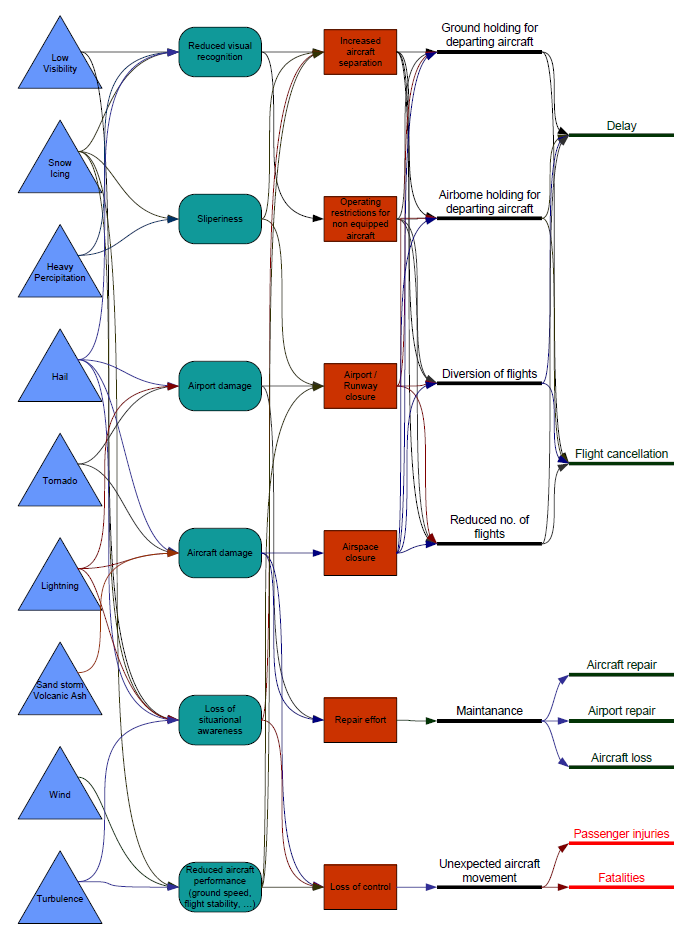 Low
Visibility
Snow
Icing
Heavy
Percipitation
Hail
Tornado
Lightning
Sand storm
Volcanic Ash
Wind
Turbulence
Reduced visual
recognition
Sliperiness
Airport damage
Aircraft damage
Loss of
situarional
awareness
Reduced aircraft
performance
(ground speed,
flight stability, ...)
Increased
aircraft
separation
Operating
restrictions for
non equipped
aircraft
Airport /
Runway
closure
Airspace
closure
Repair effort
Loss of control
Ground holding for
departing aircraft
Airborne holding for
departing aircraft
Diversion of flights
Reduced no. of
flights
Maintanance
Unexpected aircraft
movement
Delay
Flight cancellation
Aircraft repair
Airport repair
Aircraft loss
Passenger injuries
Fatalities